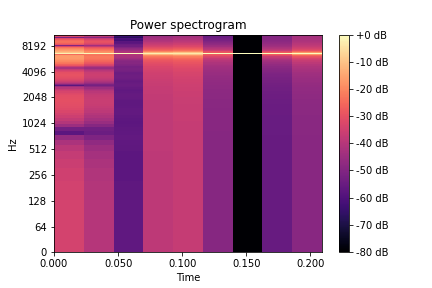 Power spectrogram
8192
4096
2048
1024
512
256
128
64
0
Hz
0.000 0.050 0.100 0.150 0.200
Time
+0 dB
-10 dB
-20 dB
-30 dB
-40 dB
-50 dB
-60 dB
-70 dB
-80 dB